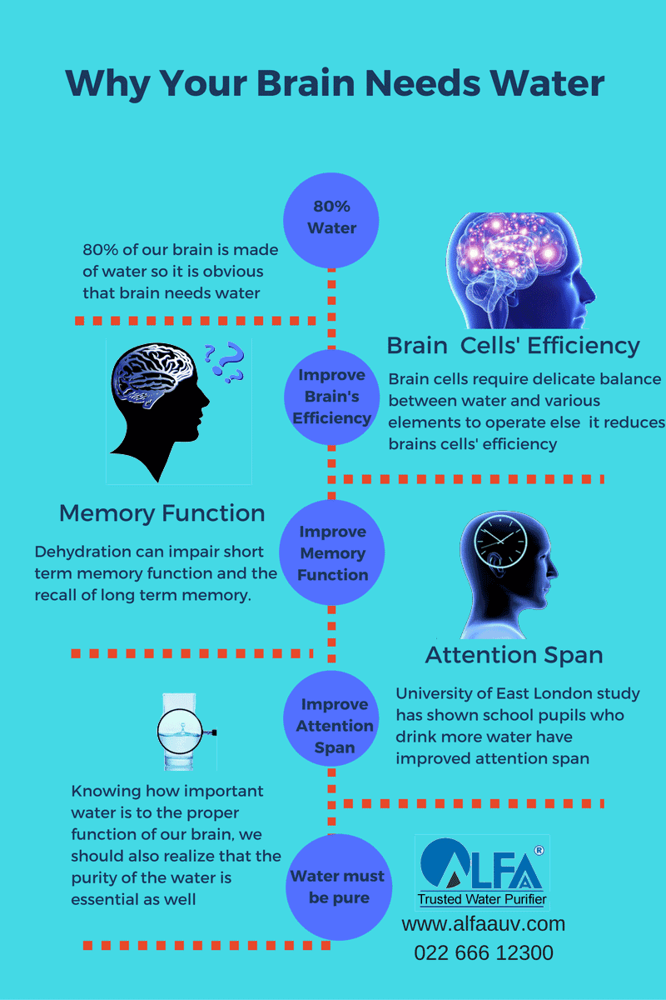 Why Your Brain Needs Water
80%
Water
80% of our brain is made
of water so it is obvious
that brain needs water
Brain Cells' Efficiency
Brain cells require delicate balance
between water and various
elements to operate else it reduces
brains cells' efficiency
Improve
Brain's
Efficiency
Memory Function
Dehydration can impair short
term memory function and the
recall of long term memory.
Improve
Memory
Function
Attention Span
University of East London study
has shown school pupils who
drink more water have
improved attention span
Improve
Attention
Span
Knowing how important
water is to the proper
function of our brain, we
should also realize that the
purity of the water is
essential as well
Water must
be pure
ALFAA®
Trusted Water Purifier
www.alfaauv.com
022 666 12300